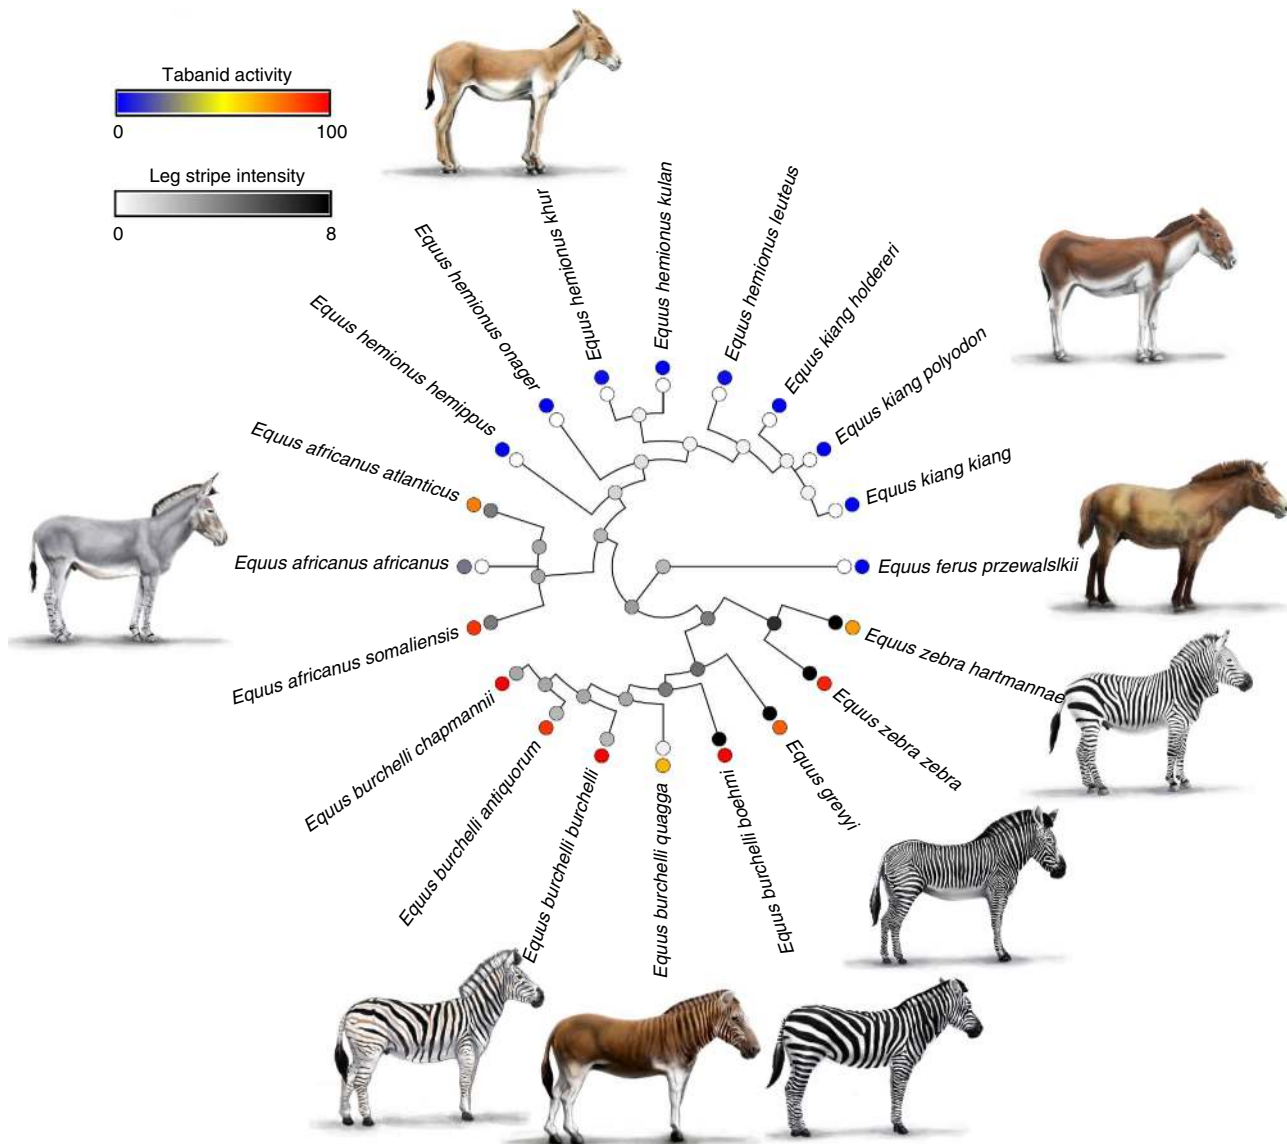 Tabanid activity
0 100
Leg stripe intensity
0 8
Equus hemionus khur
Equus hemionus kulan
Equus hemionus leuteus
Equus kiang holdereri
Equus kiang polyodon
Equus kiang kiang
Equus ferus przewalslkii
Equus zebra hartmannae
Equus zebra zebra
Equus grevyi
Equus burchelli boehmi
Equus burchelli quagga
Equus burchelli burchelli
Equus burchelli antiquorum
Equus burchelli chapmannii
Equus africanus somaliensis
Equus africanus africanus
Equus africanus atlanticus
Equus hemionus hemippus
Equus hemionus onager